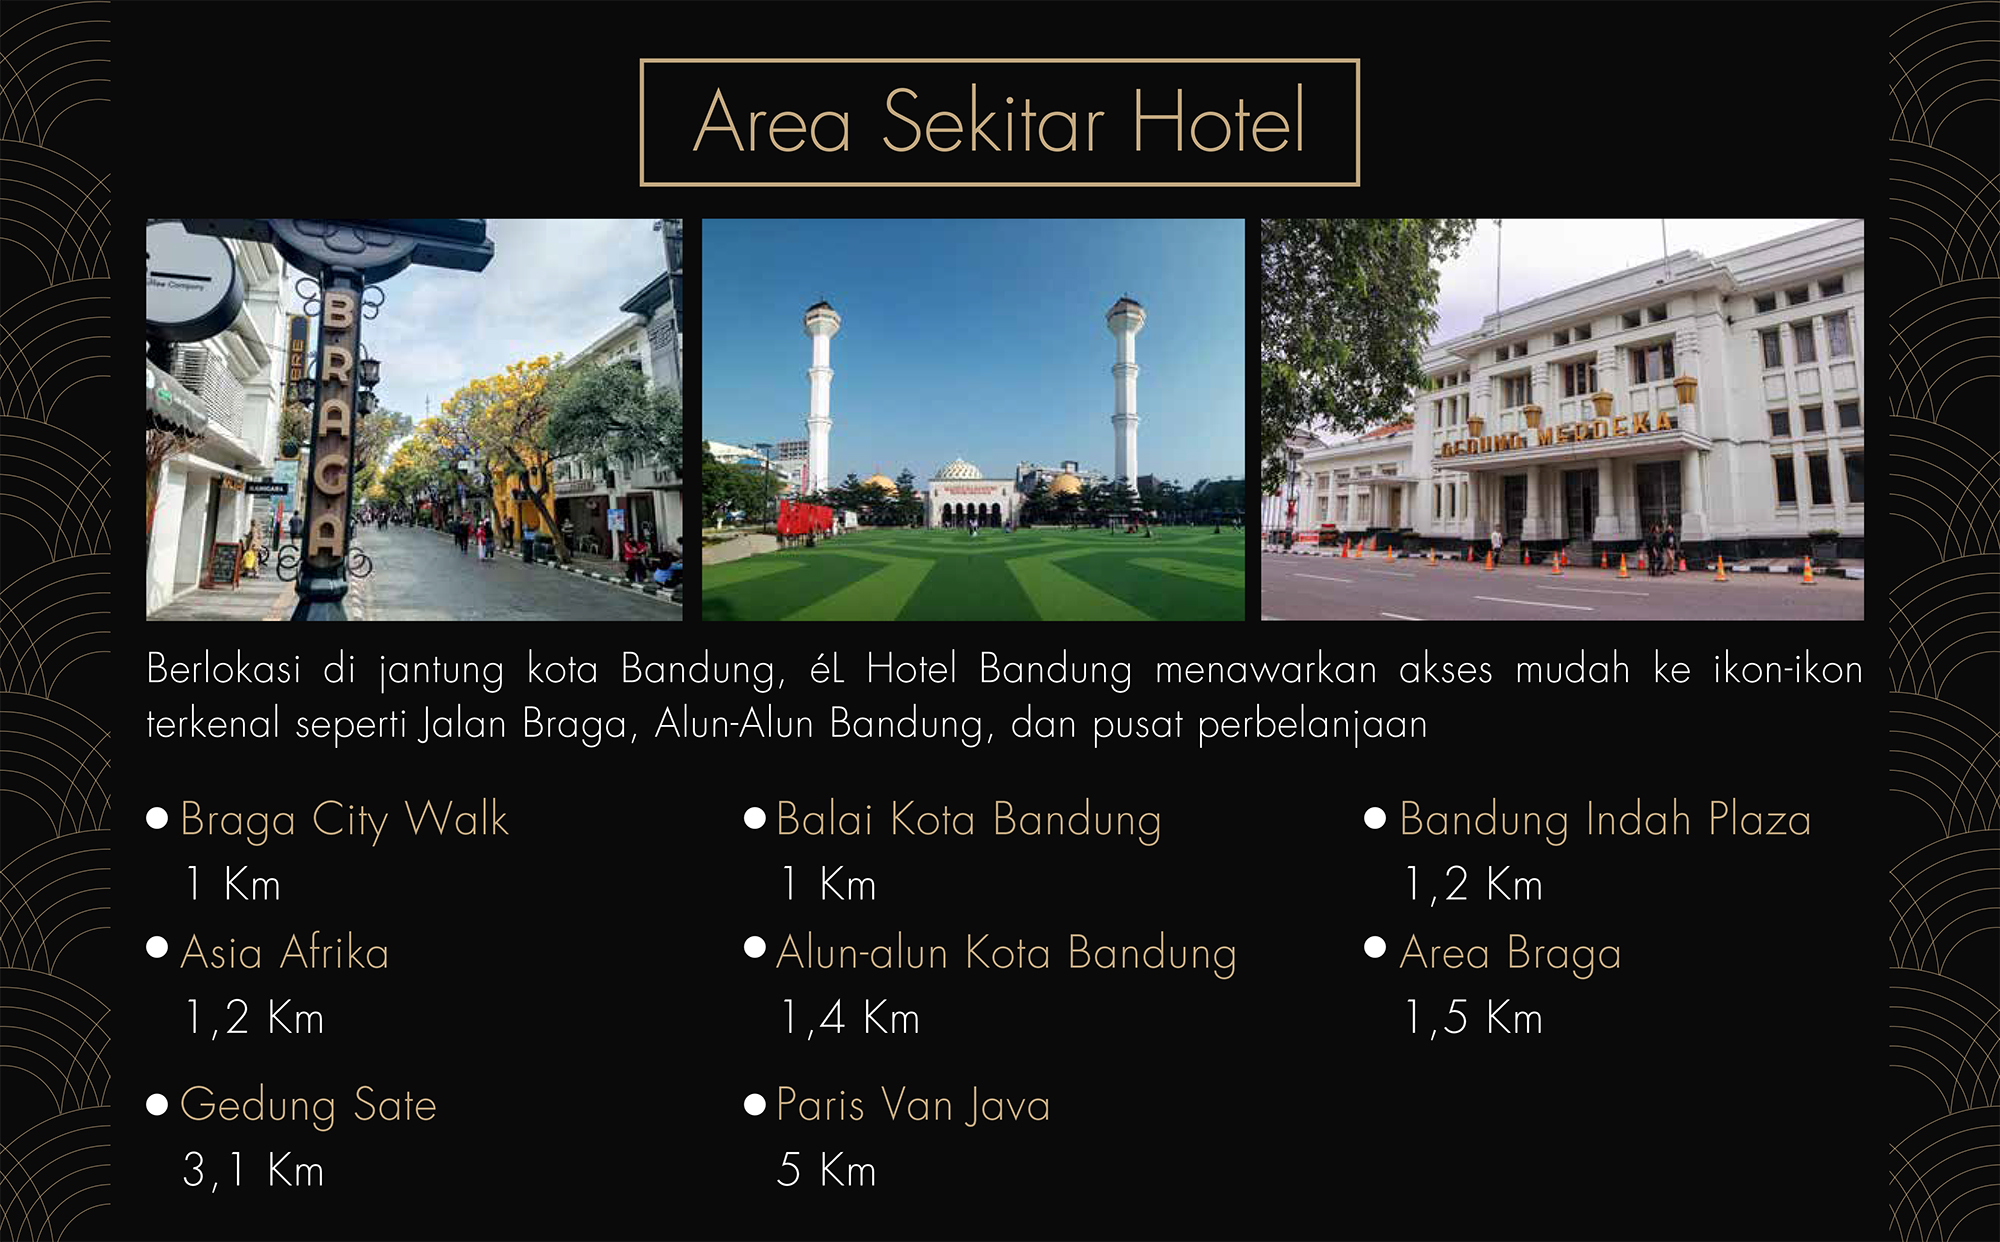 Area Sekitar Hotel
ffee Company
BRAGA
GEDUNG MERDEKA
Berlokasi di jantung kota Bandung, éL Hotel Bandung menawarkan akses mudah ke ikon-ikon
terkenal seperti Jalan Braga, Alun-Alun Bandung, dan pusat perbelanjaan
Braga City Walk
1 Km
Balai Kota Bandung
1 Km
Bandung Indah Plaza
1,2 Km
Asia Afrika
1,2 Km
Alun-alun Kota Bandung
1,4 Km
Area Braga
1,5 Km
Gedung Sate
3,1 Km
Paris Van Java
5 Km